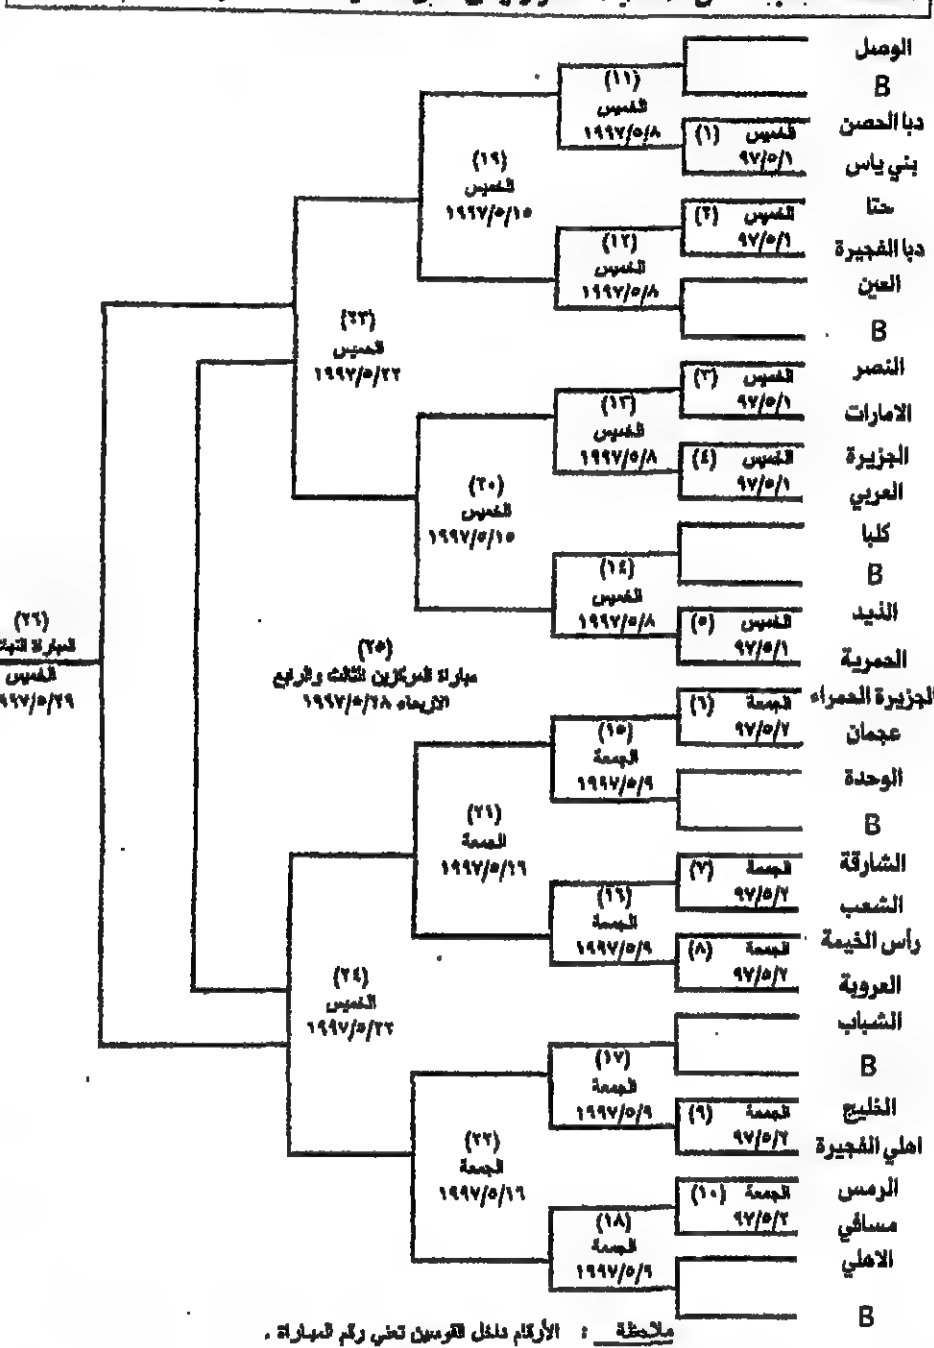 الوصل
B
دبا الحصن
بني ياس
حتا
دبا الفجيرة
العين
B
النصر
الامارات
الجزيرة
العربي
كلبا
B
الذيد
الحمرية
الجزيرة الحمراء
عجمان
الوحدة
B
الشارقة
الشعب
رأس الخيمة
العروبة
الشباب
B
الخليج
اهلي الفجيرة
الرمس
مسافي
الاهلي
B
الخميس (١)
٩٧/٥/١
الخميس (٢)
٩٧/٥/١
الخميس (٣)
٩٧/٥/١
الخميس (٤)
٩٧/٥/١
الخميس (٥)
٩٧/٥/١
الجمعة (٦)
٩٧/٥/٢
الجمعة (٧)
٩٧/٥/٢
الجمعة (٨)
٩٧/٥/٢
الجمعة (٩)
٩٧/٥/٢
الجمعة (١٠)
٩٧/٥/٢
(١١)
الخميس
١٩٩٧/٥/٨
(١٢)
الخميس
١٩٩٧/٥/٨
(١٣)
الخميس
١٩٩٧/٥/٨
(١٤)
الخميس
١٩٩٧/٥/٨
(١٥)
الجمعة
١٩٩٧/٥/٩
(١٦)
الجمعة
١٩٩٧/٥/٩
(١٧)
الجمعة
١٩٩٧/٥/٩
(١٨)
الجمعة
١٩٩٧/٥/٩
(١٩)
الخميس
١٩٩٧/٥/١٥
(٢٠)
الخميس
١٩٩٧/٥/١٥
(٢١)
الجمعة
١٩٩٧/٥/١٦
(٢٢)
الجمعة
١٩٩٧/٥/١٦
(٢٣)
الخميس
١٩٩٧/٥/٢٢
(٢٤)
الخميس
١٩٩٧/٥/٢٢
(٢٥)
مباراة المركزين الثالث والرابع
الاربعاء ١٩٩٧/٥/٢٨
(٢٦)
المباراة
الخميس
٩٩٧/٥/٢٩
ملاحظة : الأرقام داخل القوسين تعني رقم المباراة .